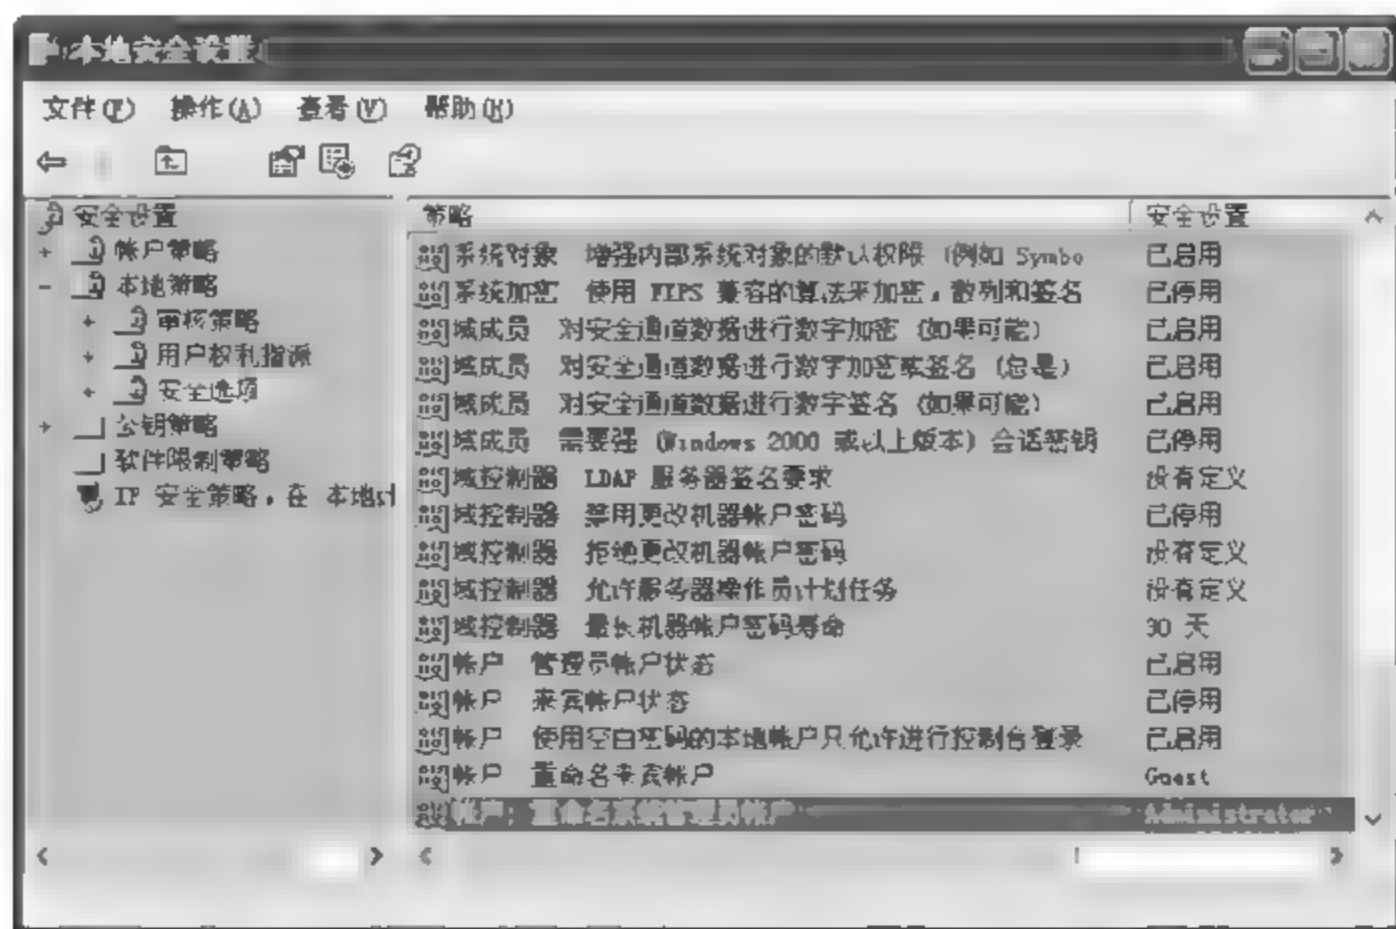 本地安全设置
文件(F) 操作(A) 查看(V) 帮助(H)
安全设置
帐户策略
本地策略
审核策略
用户权利指派
安全选项
公钥策略
软件限制策略
IP 安全策略，在 本地计
策略 安全设置
系统对象 增强内部系统对象的默认权限 (例如 Symbo 已启用
系统加密 使用 FIPS 兼容的算法来加密，散列和签名 已停用
域成员 对安全通道数据进行数字加密 (如果可能) 已启用
域成员 对安全通道数据进行数字加密或签名 (总是) 已启用
域成员 对安全通道数据进行数字签名 (如果可能) 已启用
域成员 需要强 (Windows 2000 或以上版本) 会话密钥 已停用
域控制器 LDAP 服务器签名要求 没有定义
域控制器 禁用更改机器帐户密码 已停用
域控制器 拒绝更改机器帐户密码 没有定义
域控制器 允许服务器操作员计划任务 没有定义
域控制器 最长机器帐户密码寿命 30 天
帐户 管理员帐户状态 已启用
帐户 来宾帐户状态 已停用
帐户 使用空白密码的本地帐户只允许进行控制台登录 已启用
帐户 重命名来宾帐户 Guest
帐户: 重命名系统管理员帐户 Administrator